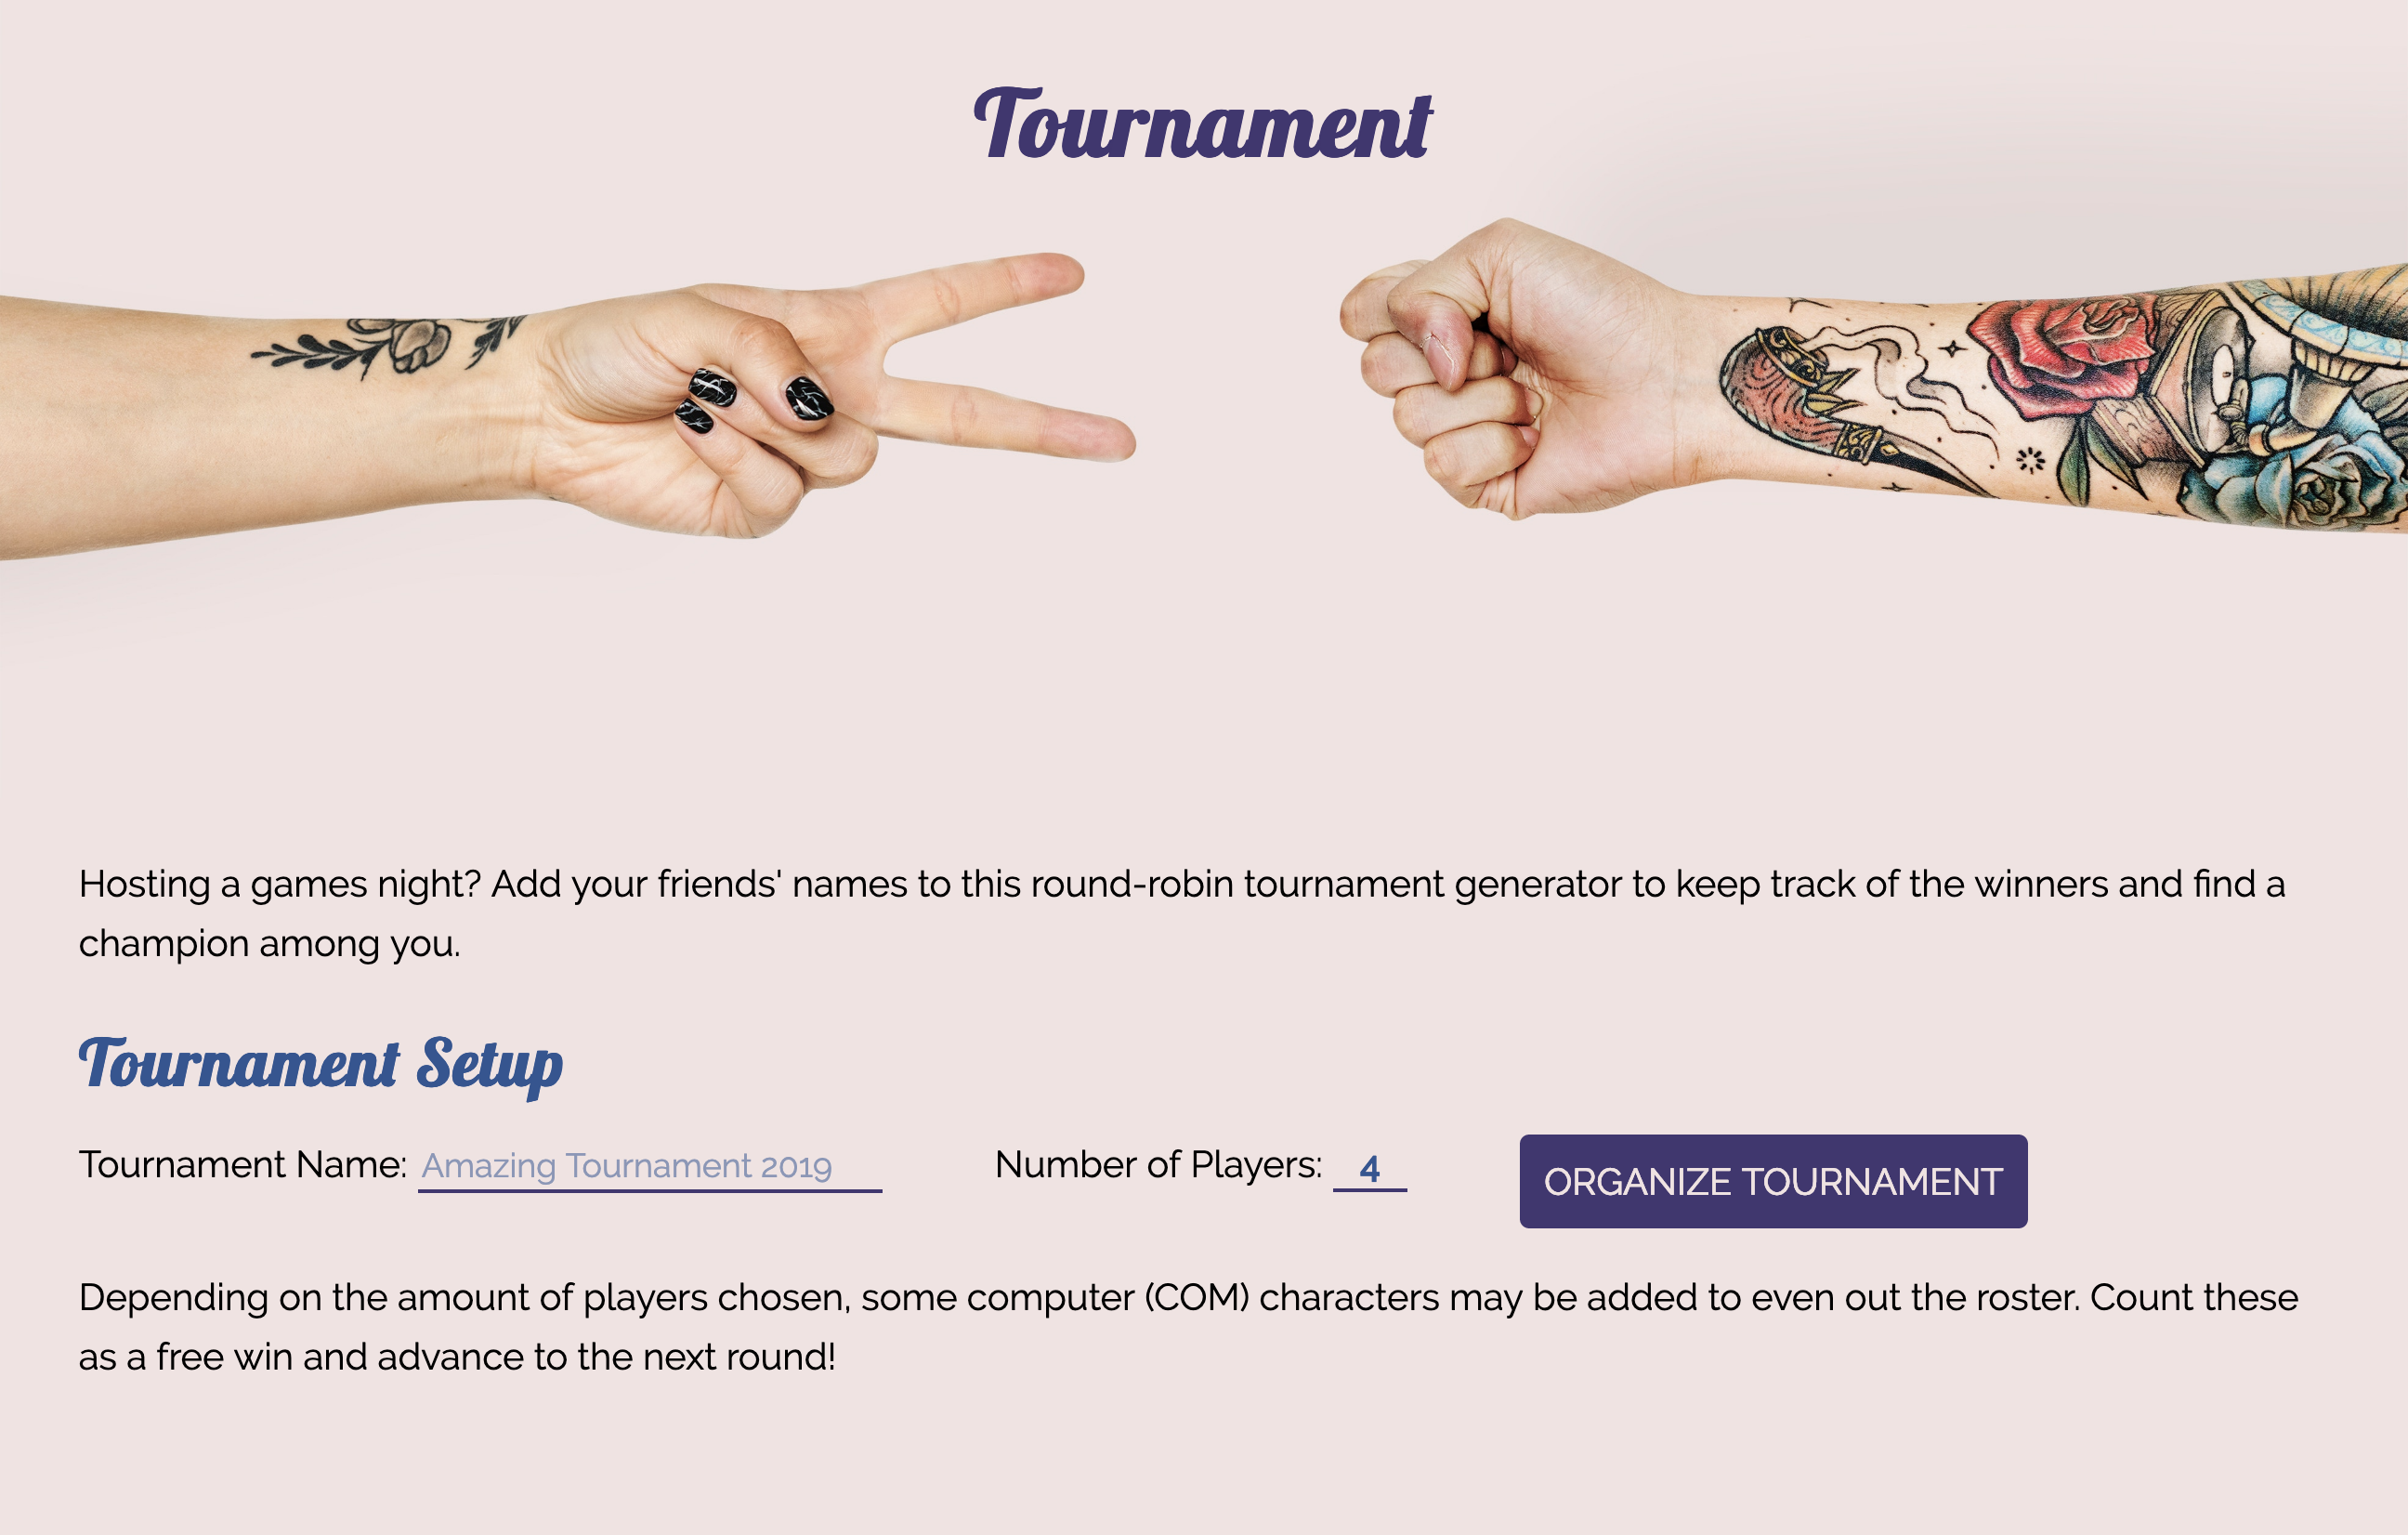 Tournament
Hosting a games night? Add your friends' names to this round-robin tournament generator to keep track of the winners and find a
champion among you.
Tournament Setup
Tournament Name: Amazing Tournament 2019 Number of Players: 4 ORGANIZE TOURNAMENT
Depending on the amount of players chosen, some computer (COM) characters may be added to even out the roster. Count these
as a free win and advance to the next round!